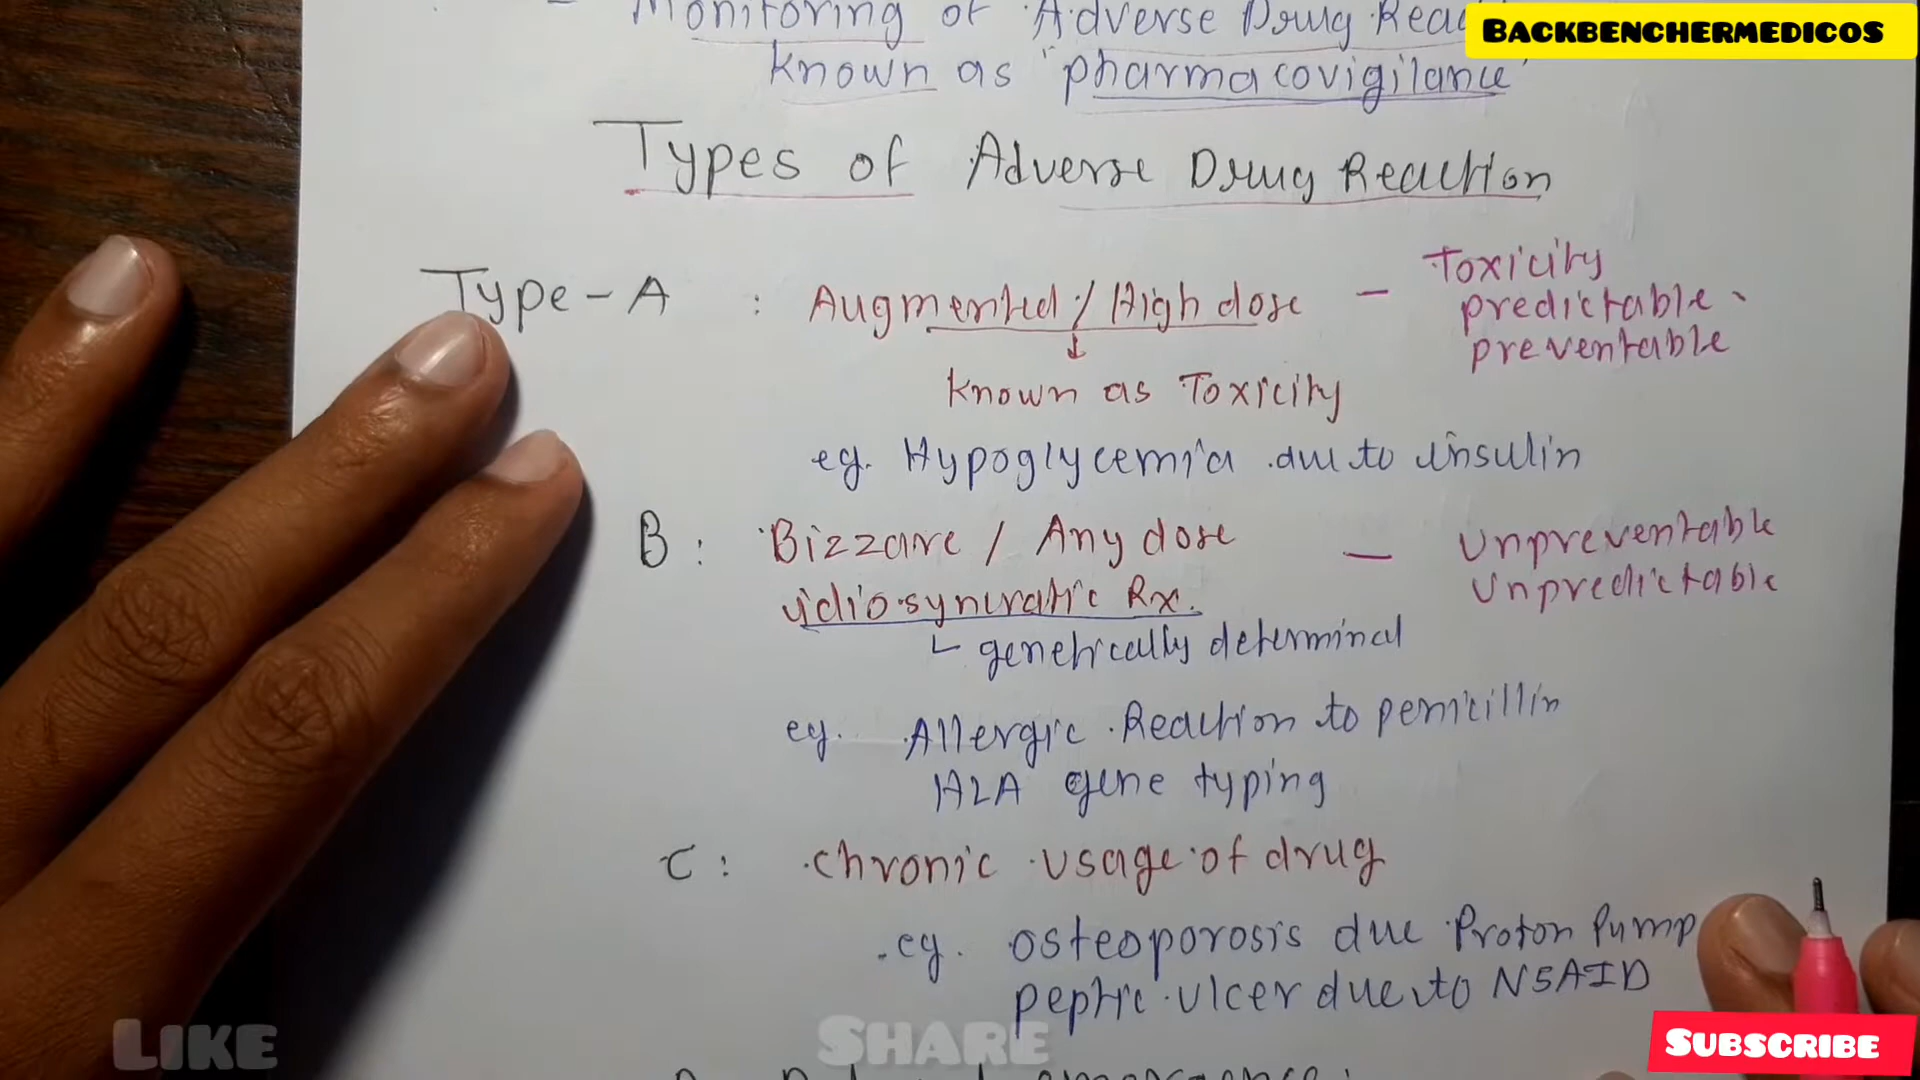 - Monitoring of Adverse Drug Reac
BACKBENCHERMEDICOS
known as "pharmacovigilance"
Types of Adverse Drug Reaction
Type-A : Augmented / High dose - Toxicity
predictable
preventable
known as Toxicity
eg. Hypoglycemia due to insulin
B: Bizzare / Any dose - Unpreventable
Unpredictable
idiosyncratic Rx.
genetically determinal
eg. Allergic Reaction to penicillin
HLA gene typing
C: chronic usage of drug
eg. osteoporosis due Proton Pump
peptic ulcer due to NSAID
LIKE
SHARE
SUBSCRIBE